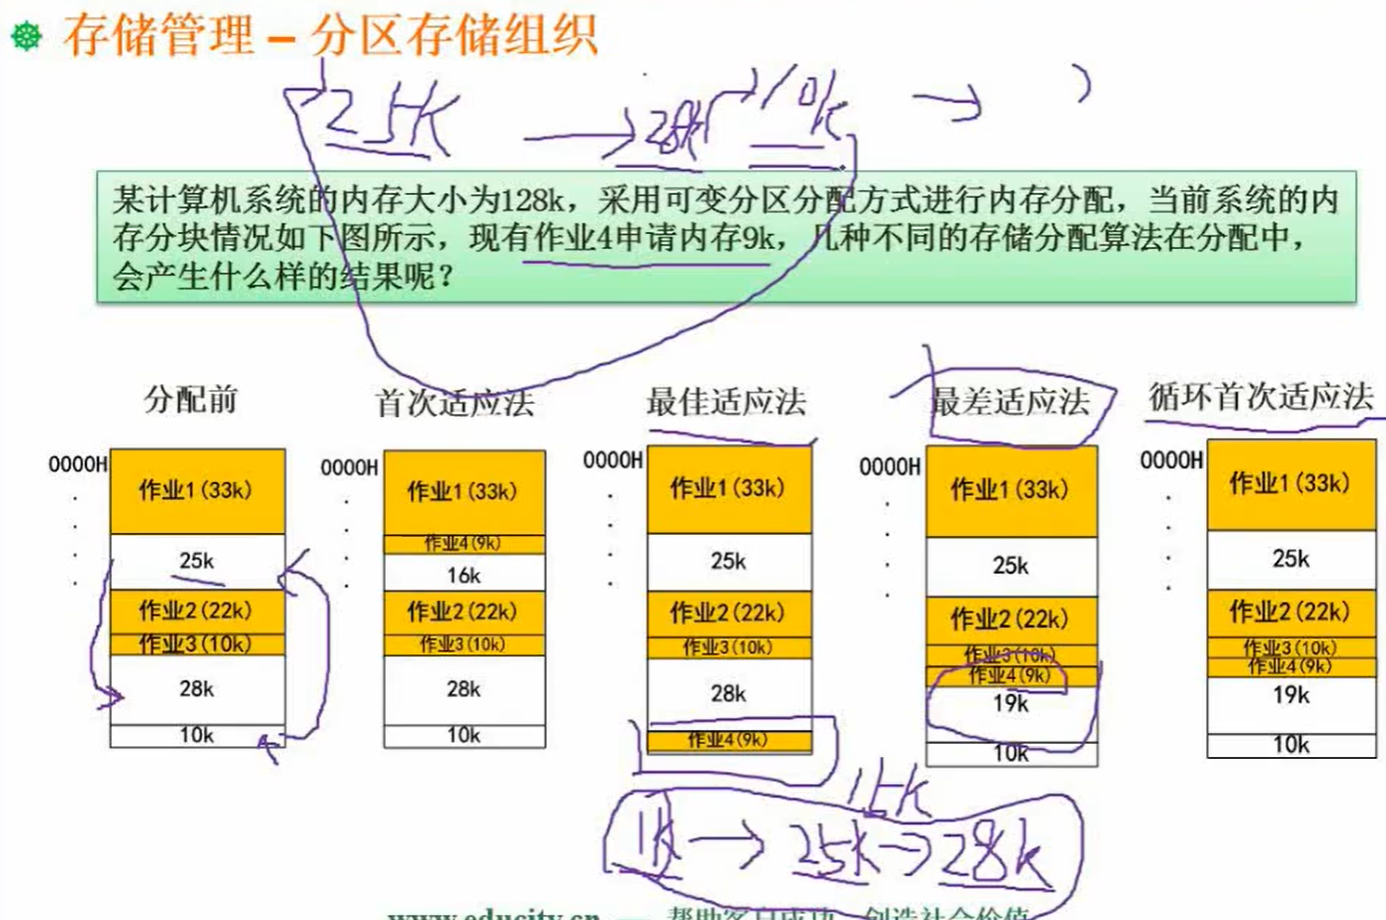 存储管理 – 分区存储组织
25k → 28k → 10k →
某计算机系统的内存大小为128k，采用可变分区分配方式进行内存分配，当前系统的内
存分块情况如下图所示，现有作业4申请内存9k，几种不同的存储分配算法在分配中，
会产生什么样的结果呢？
分配前
0000H
作业1(33k)
25k
作业2(22k)
作业3(10k)
28k
10k
首次适应法
0000H
作业1(33k)
作业4(9k)
16k
作业2(22k)
作业3(10k)
28k
10k
最佳适应法
0000H
作业1(33k)
25k
作业2(22k)
作业3(10k)
28k
作业4(9k)
最差适应法
0000H
作业1(33k)
25k
作业2(22k)
作业3(10k)
作业4(9k)
19k
10k
循环首次适应法
0000H
作业1(33k)
25k
作业2(22k)
作业3(10k)
作业4(9k)
19k
10k
1k → 25k → 28k
www.educity.cn — 帮助客户成功，创造社会价值